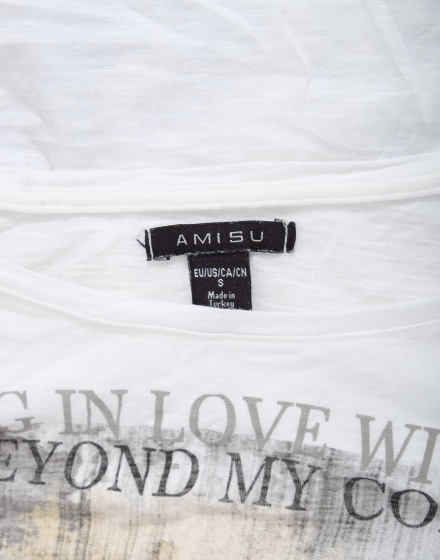 AMISU
EU/US/CA/CN
S
Made in
Turkey
G IN LOVE WI
EYOND MY CO